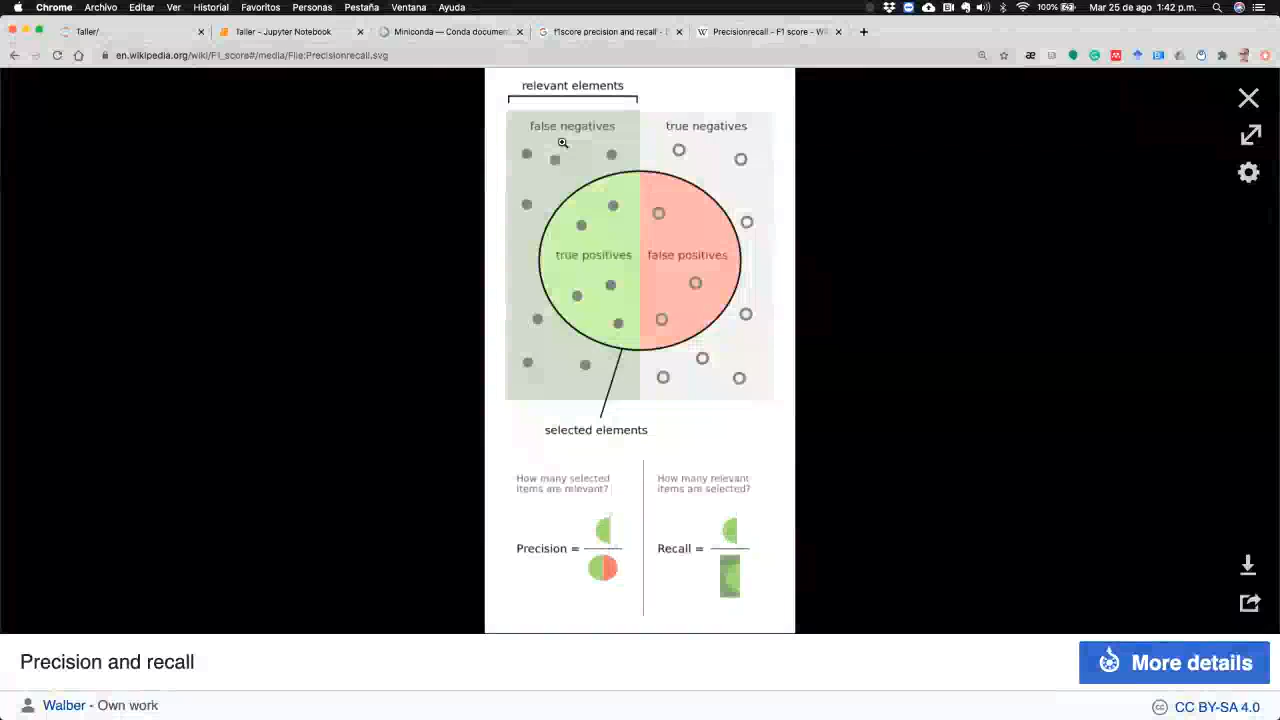 Chrome Archivo Editar Ver Historial Favoritos Personas Pestaña Ventana Ayuda
100% Mar 25 de ago 1:42 p.m.
Taller/
Taller - Jupyter Notebook
Miniconda — Conda document
f1score precision and recall - 
Precisionrecall - F1 score - Wi
en.wikipedia.org/wiki/F1_score#/media/File:Precisionrecall.svg
relevant elements
false negatives
true negatives
true positives
false positives
selected elements
How many selected
items are relevant?
How many relevant
items are selected?
Precision =
Recall =
Precision and recall
More details
Walber - Own work
CC BY-SA 4.0